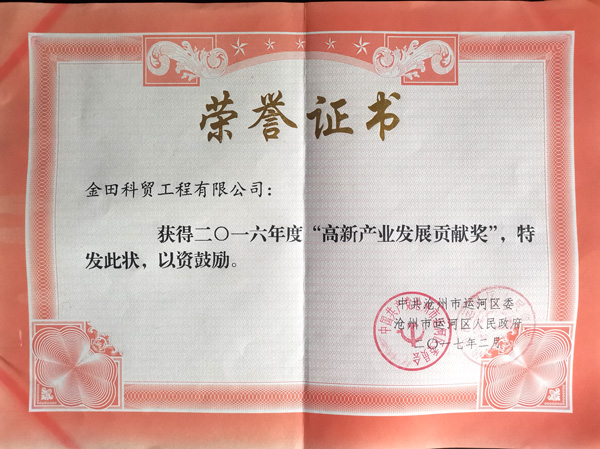 荣誉证书
金田科贸工程有限公司：
获得二〇一六年度“高新产业发展贡献奖”，特
发此状，以资鼓励。
中共沧州市运河区委
沧州市运河区人民政府
二〇一七年二月